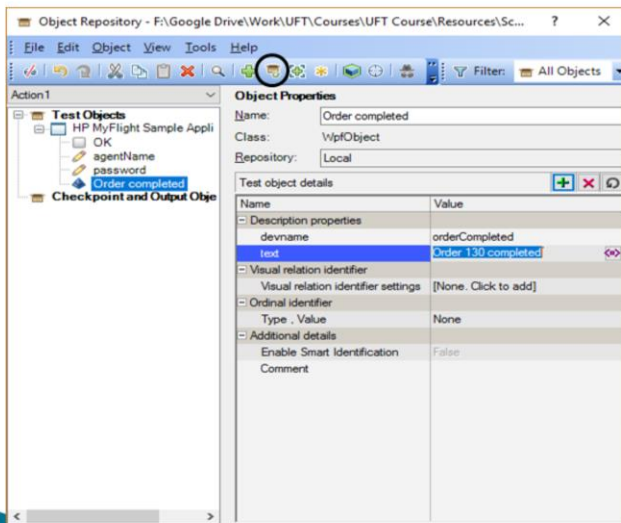 Object Repository - F:\Google Drive\Work\UFT\Courses\UFT Course\Resources\Sc...
File Edit Object View Tools Help
Filter: All Objects
Action1
Object Properties
Test Objects
HP MyFlight Sample Appli
OK
agentName
password
Order completed
Checkpoint and Output Obje
Name: Order completed
Class: WpfObject
Repository: Local
Test object details
Name Value
Description properties
devname orderCompleted
text Order 130 completed
Visual relation identifier
Visual relation identifier settings [None. Click to add]
Ordinal identifier
Type , Value None
Additional details
Enable Smart Identification False
Comment